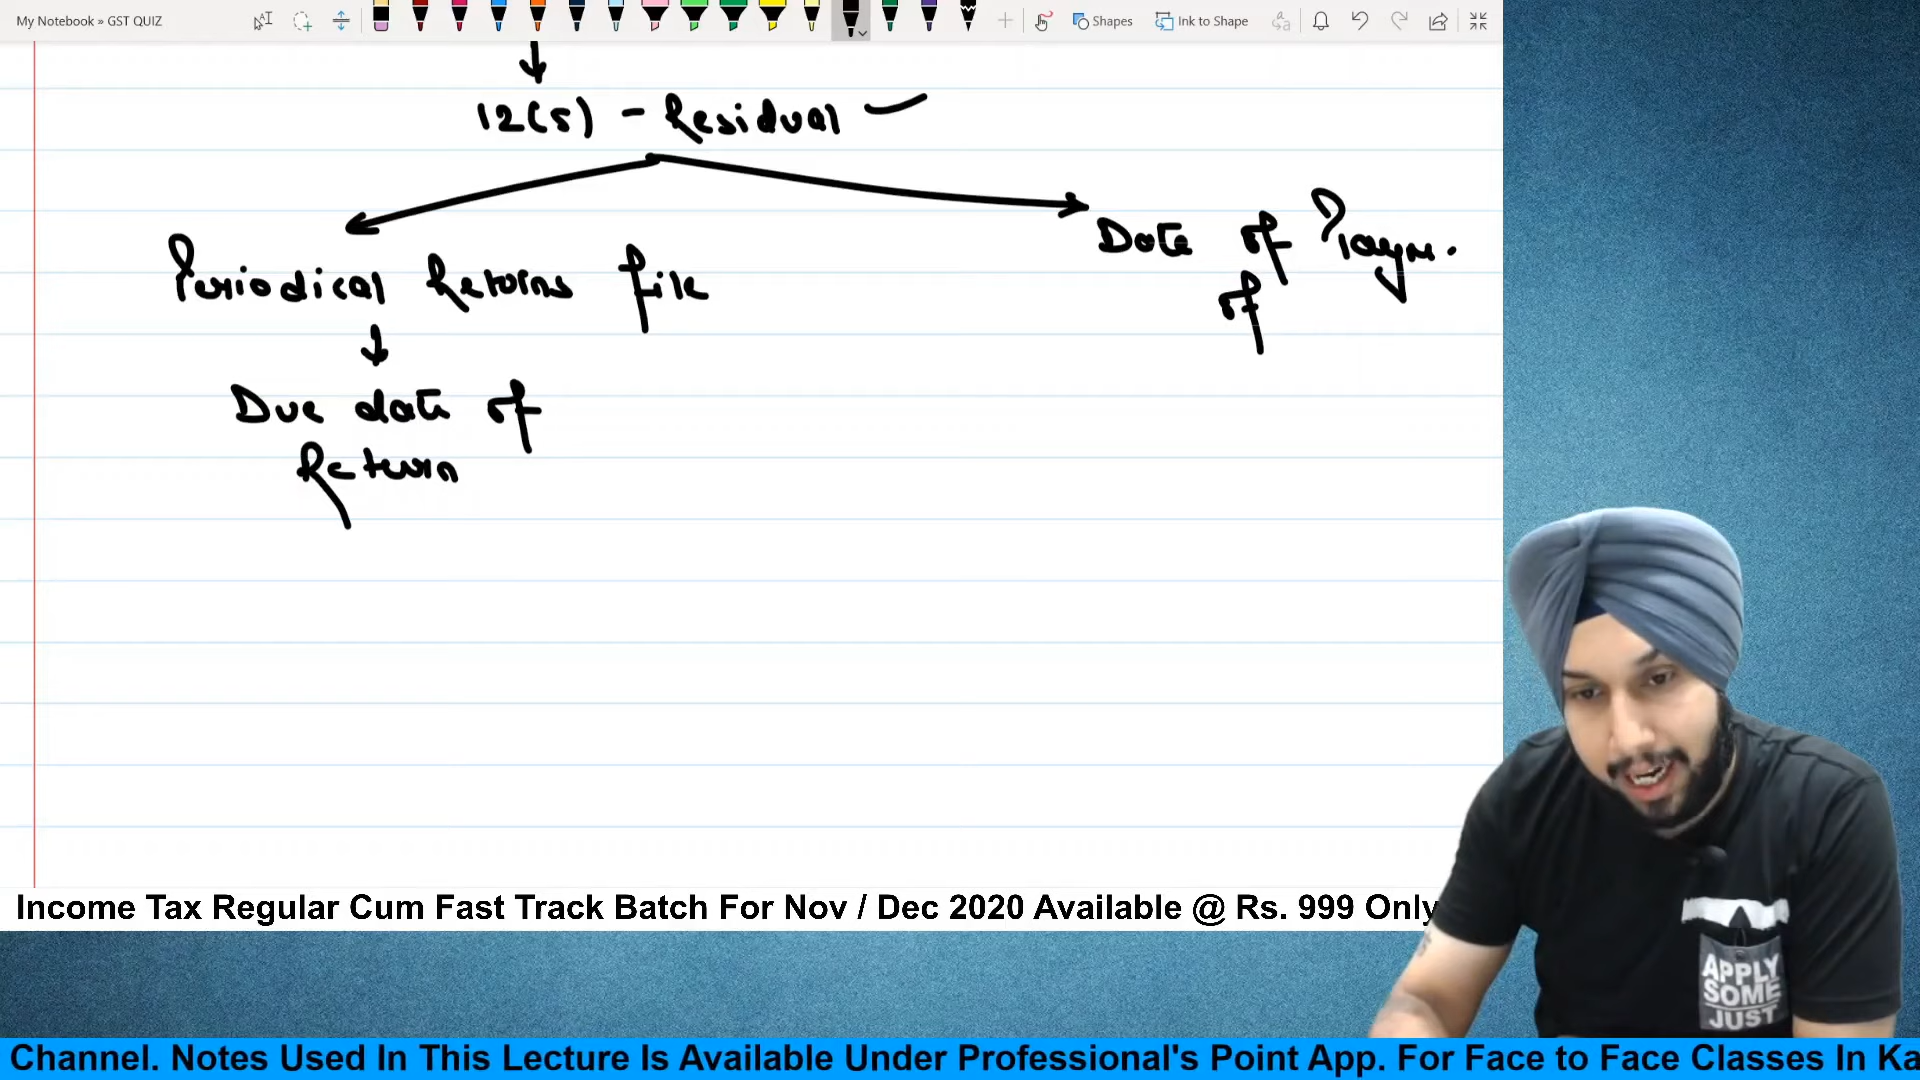 My Notebook » GST QUIZ
Shapes
Ink to Shape
12(5) - Residual
Periodical Returns file
Date of Paym.
of
Due date of
Return
Income Tax Regular Cum Fast Track Batch For Nov / Dec 2020 Available @ Rs. 999 Only
APPLY
SOME
JUST
Channel. Notes Used In This Lecture Is Available Under Professional's Point App. For Face to Face Classes In Ka